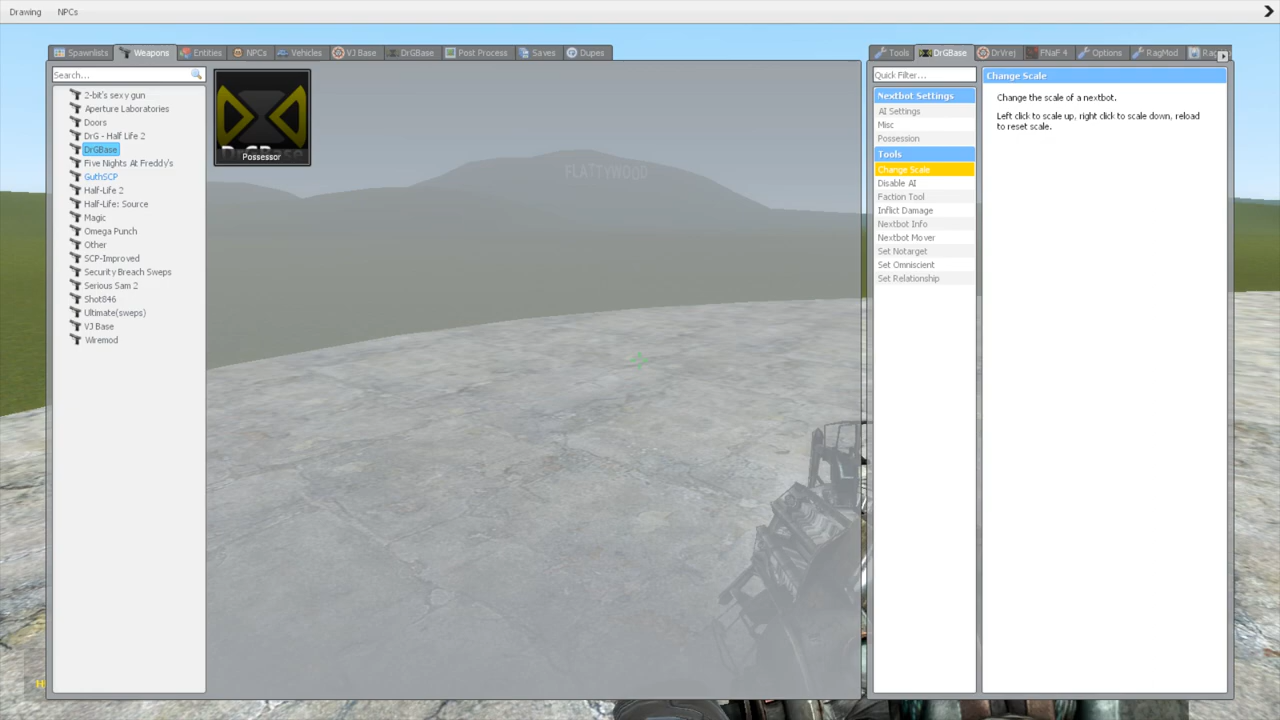 Drawing NPCs
Spawnlists Weapons Entities NPCs Vehicles VJ Base DrGBase Post Process Saves Dupes
Search...
2-bit's sexy gun
Aperture Laboratories
Doors
DrG - Half Life 2
DrGBase
Five Nights At Freddy's
GuthSCP
Half-Life 2
Half-Life: Source
Magic
Omega Punch
Other
SCP-Improved
Security Breach Sweps
Serious Sam 2
Shot846
Ultimate(sweps)
VJ Base
Wiremod
Possessor
FLATTYWOOD
Tools DrGBase DrVrej FNaF 4 Options RagMod
Quick Filter...
Nextbot Settings
AI Settings
Misc
Possession
Tools
Change Scale
Disable AI
Faction Tool
Inflict Damage
Nextbot Info
Nextbot Mover
Set Notarget
Set Omniscient
Set Relationship
Change Scale
Change the scale of a nextbot.
Left click to scale up, right click to scale down, reload
to reset scale.